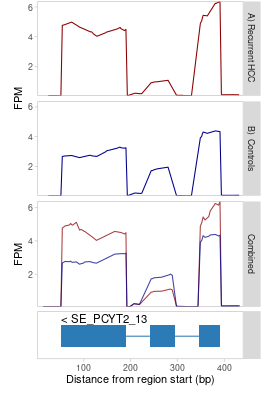 6
4
2
A) Recurrent HCC
FPM
6
4
2
B): Controls
6
4
2
FPM
Combined
< SE_PCYT2_13
100 200 300 400
Distance from region start (bp)